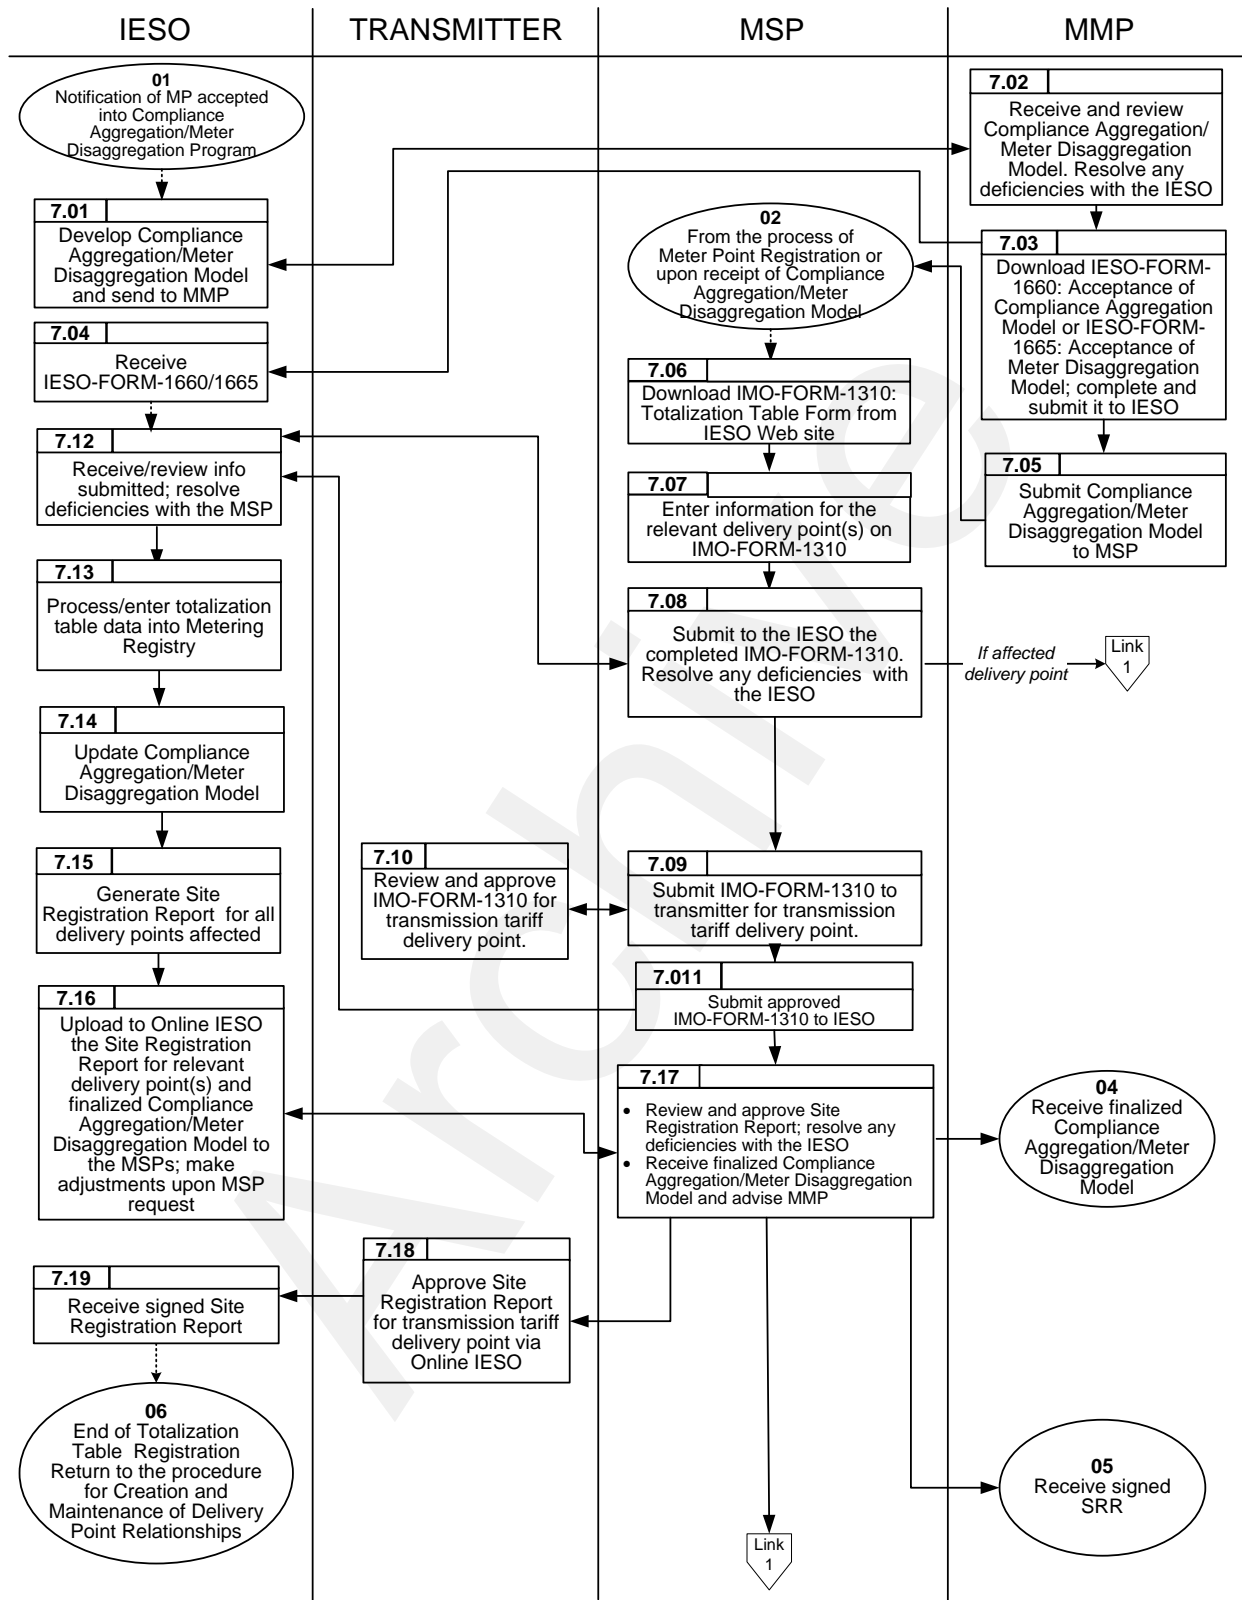 IESO
TRANSMITTER
MSP
MMP
01
Notification of MP accepted
into Compliance
Aggregation/Meter
Disaggregation Program
7.01
Develop Compliance
Aggregation/Meter
Disaggregation Model
and send to MMP
7.04
Receive
IESO-FORM-1660/1665
7.12
Receive/review info
submitted; resolve
deficiencies with the MSP
7.13
Process/enter totalization
table data into Metering
Registry
7.14
Update Compliance
Aggregation/Meter
Disaggregation Model
7.15
Generate Site
Registration Report for all
delivery points affected
7.16
Upload to Online IESO
the Site Registration
Report for relevant
delivery point(s) and
finalized Compliance
Aggregation/Meter
Disaggregation Model to
the MSPs; make
adjustments upon MSP
request
7.19
Receive signed Site
Registration Report
06
End of Totalization
Table Registration
Return to the procedure
for Creation and
Maintenance of Delivery
Point Relationships
7.10
Review and approve
IMO-FORM-1310 for
transmission tariff
delivery point.
7.18
Approve Site
Registration Report
for transmission tariff
delivery point via
Online IESO
02
From the process of
Meter Point Registration or
upon receipt of Compliance
Aggregation/Meter
Disaggregation Model
7.06
Download IMO-FORM-1310:
Totalization Table Form from
IESO Web site
7.07
Enter information for the
relevant delivery point(s) on
IMO-FORM-1310
7.08
Submit to the IESO the
completed IMO-FORM-1310.
Resolve any deficiencies with
the IESO
If affected
delivery point
Link
1
7.09
Submit IMO-FORM-1310 to
transmitter for transmission
tariff delivery point.
7.011
Submit approved
IMO-FORM-1310 to IESO
7.17
• Review and approve Site
Registration Report; resolve any
deficiencies with the IESO
• Receive finalized Compliance
Aggregation/Meter Disaggregation
Model and advise MMP
Link
1
7.02
Receive and review
Compliance Aggregation/
Meter Disaggregation
Model. Resolve any
deficiencies with the IESO
7.03
Download IESO-FORM-
1660: Acceptance of
Compliance Aggregation
Model or IESO-FORM-
1665: Acceptance of
Meter Disaggregation
Model; complete and
submit it to IESO
7.05
Submit Compliance
Aggregation/Meter
Disaggregation Model
to MSP
04
Receive finalized
Compliance
Aggregation/Meter
Disaggregation
Model
05
Receive signed
SRR
Archive